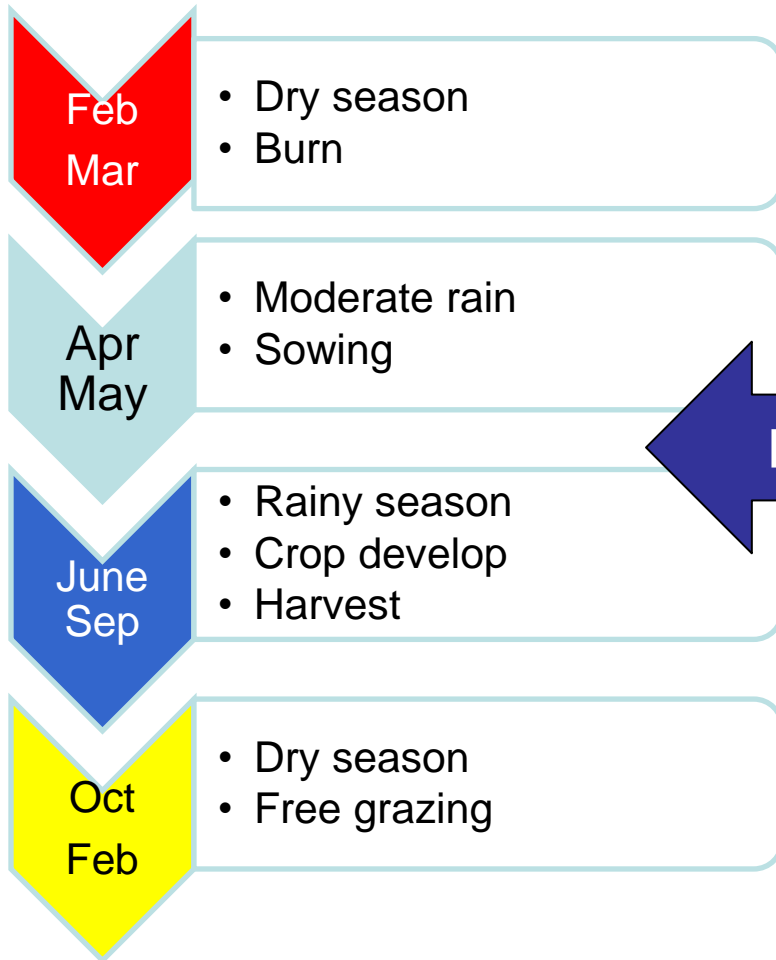 Feb
Mar
• Dry season
• Burn
Apr
May
• Moderate rain
• Sowing
June
Sep
• Rainy season
• Crop develop
• Harvest
Oct
Feb
• Dry season
• Free grazing